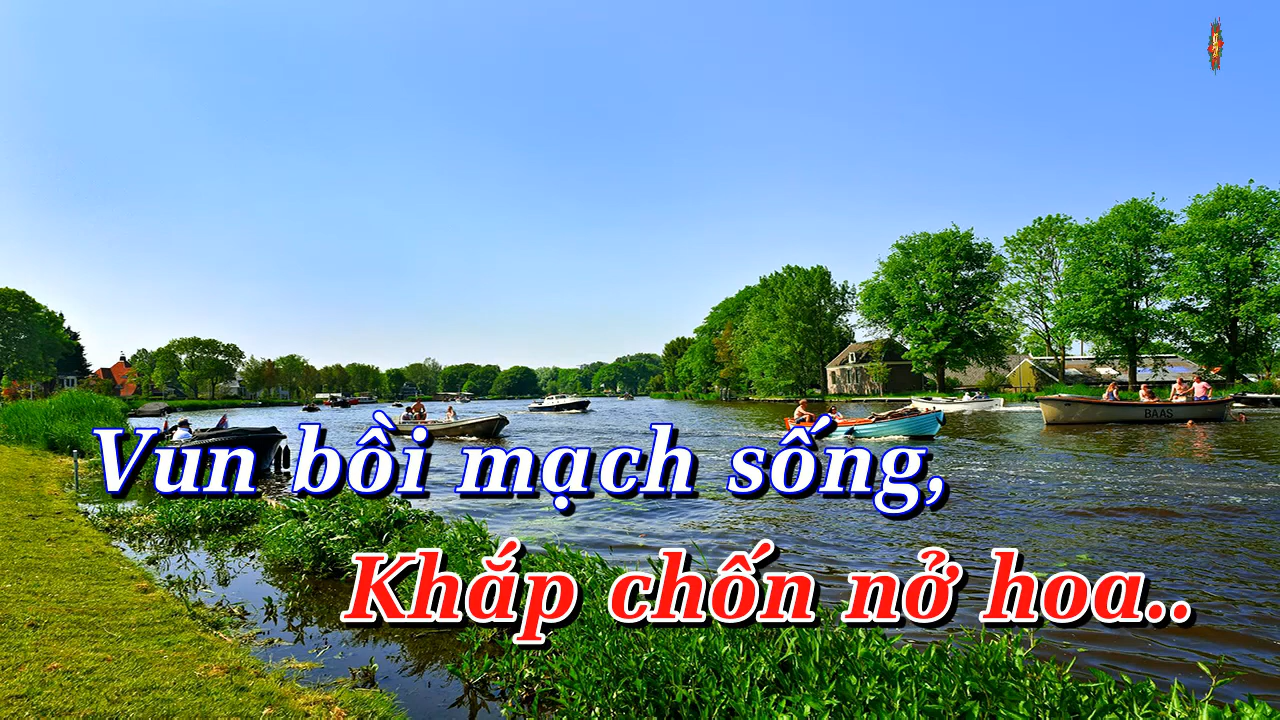 Vun bồi mạch sống,
Khắp chốn nở hoa..
BAAS